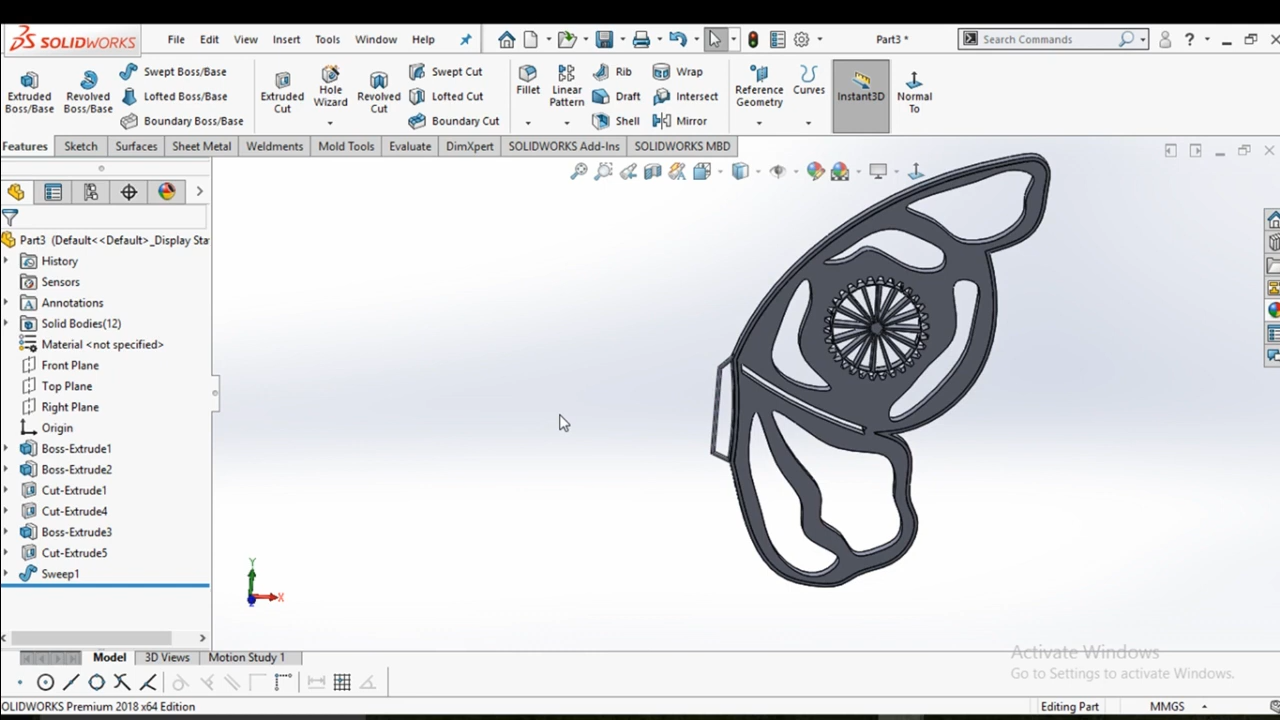 SOLIDWORKS File Edit View Insert Tools Window Help Part3 * Search Commands ?
Extruded Boss/Base Revolved Boss/Base Swept Boss/Base Lofted Boss/Base Boundary Boss/Base Extruded Cut Hole Wizard Revolved Cut Swept Cut Lofted Cut Boundary Cut Fillet Linear Pattern Rib Draft Shell Wrap Intersect Mirror Reference Geometry Curves Instant3D Normal To
Features Sketch Surfaces Sheet Metal Weldments Mold Tools Evaluate DimXpert SOLIDWORKS Add-Ins SOLIDWORKS MBD
Part3 (Default<<Default>_Display Sta
History
Sensors
Annotations
Solid Bodies(12)
Material <not specified>
Front Plane
Top Plane
Right Plane
Origin
Boss-Extrude1
Boss-Extrude2
Cut-Extrude1
Cut-Extrude4
Boss-Extrude3
Cut-Extrude5
Sweep1
Y
X
Activate Windows
Go to Settings to activate Windows.
Model 3D Views Motion Study 1
OLIDWORKS Premium 2018 x64 Edition Editing Part MMGS